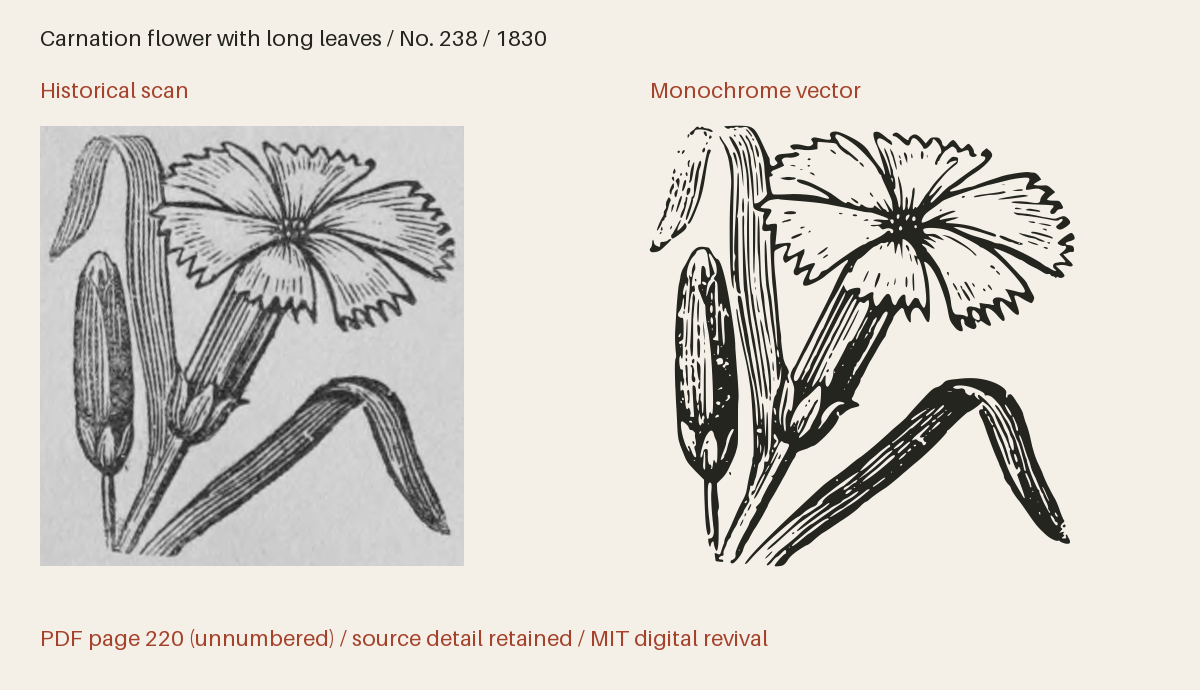 Carnation flower with long leaves / No. 238 / 1830
Historical scan
Monochrome vector
PDF page 220 (unnumbered) / source detail retained / MIT digital revival